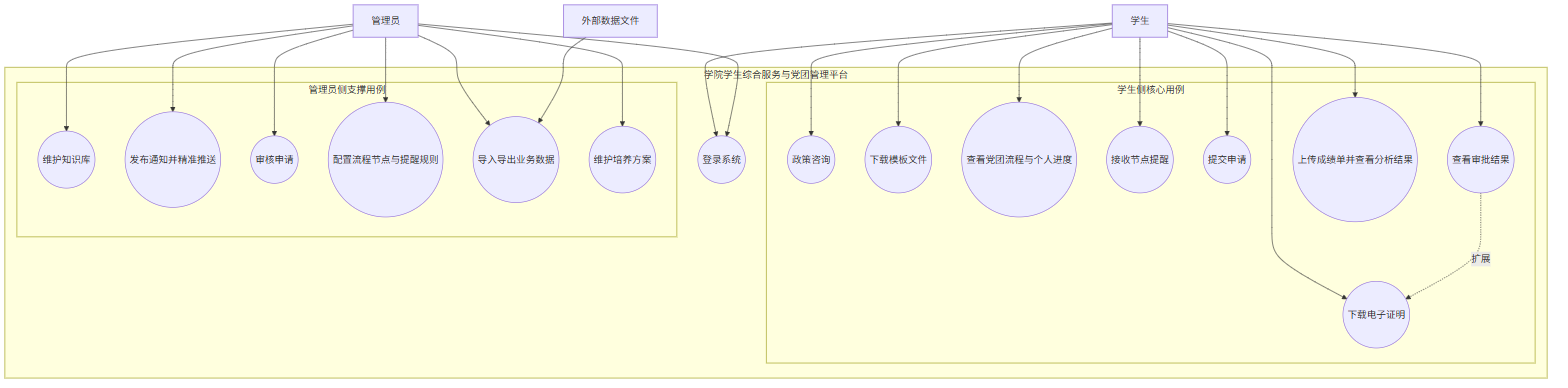 管理员
外部数据文件
学生
学院学生综合服务与党团管理平台
管理员侧支撑用例
学生侧核心用例
维护知识库
发布通知并精准推送
审核申请
配置流程节点与提醒规则
导入导出业务数据
维护培养方案
登录系统
政策咨询
下载模板文件
查看党团流程与个人进度
接收节点提醒
提交申请
上传成绩单并查看分析结果
查看审批结果
扩展
下载电子证明